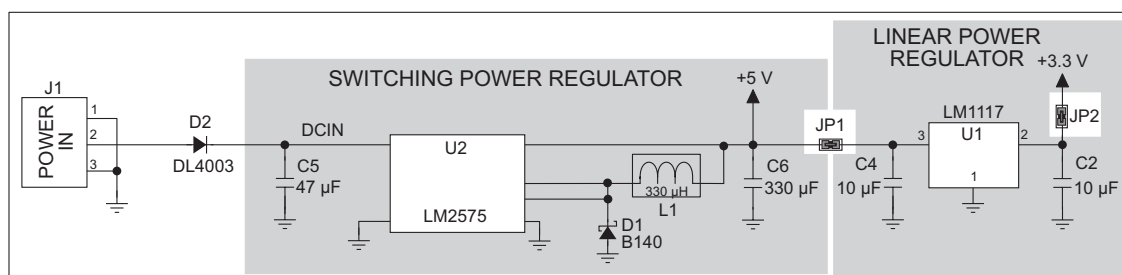 LINEAR POWER
REGULATOR
SWITCHING POWER REGULATOR
+3.3 V
+5 V
J1
POWER
IN
1
2
3
D2
DL4003
DCIN
C5
47 µF
U2
LM2575
330 µH
L1
D1
B140
C6
330 µF
JP1
C4
10 µF
LM1117
3
U1
2
1
JP2
C2
10 µF